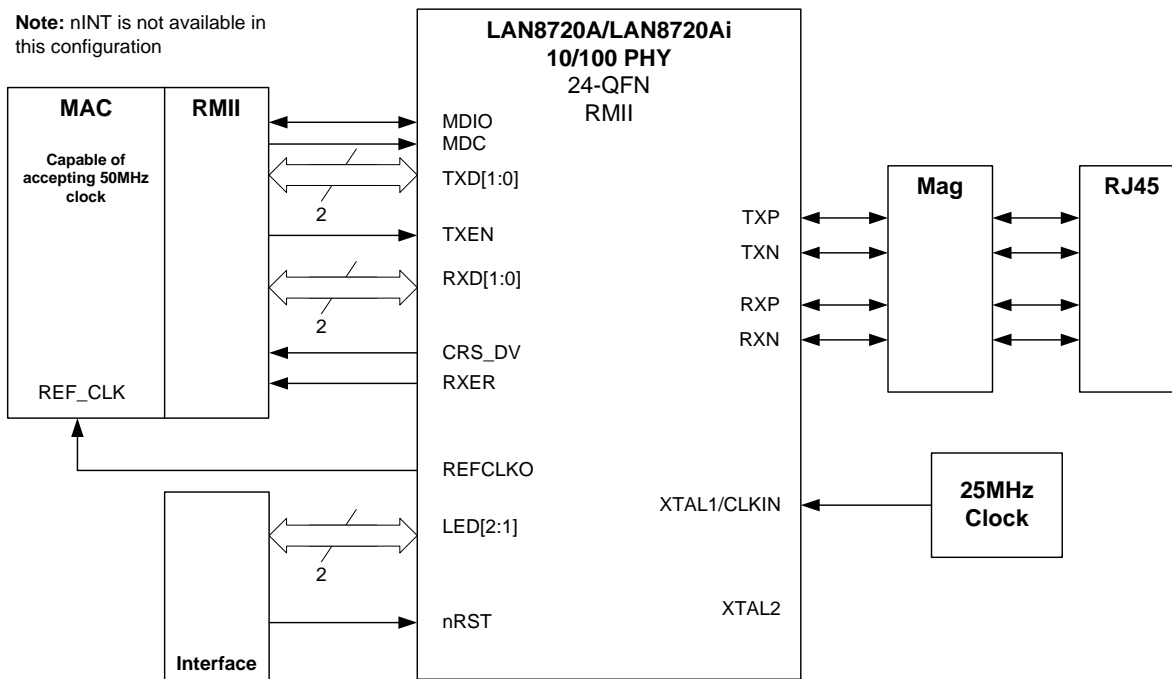 Note: nINT is not available in
this configuration
LAN8720A/LAN8720Ai
10/100 PHY
24-QFN
RMII
MAC
RMII
Capable of
accepting 50MHz
clock
REF_CLK
MDIO
MDC
TXD[1:0]
2
TXEN
RXD[1:0]
2
CRS_DV
RXER
REFCLKO
LED[2:1]
2
nRST
Interface
TXP
TXN
RXP
RXN
Mag
RJ45
XTAL1/CLKIN
25MHz
Clock
XTAL2